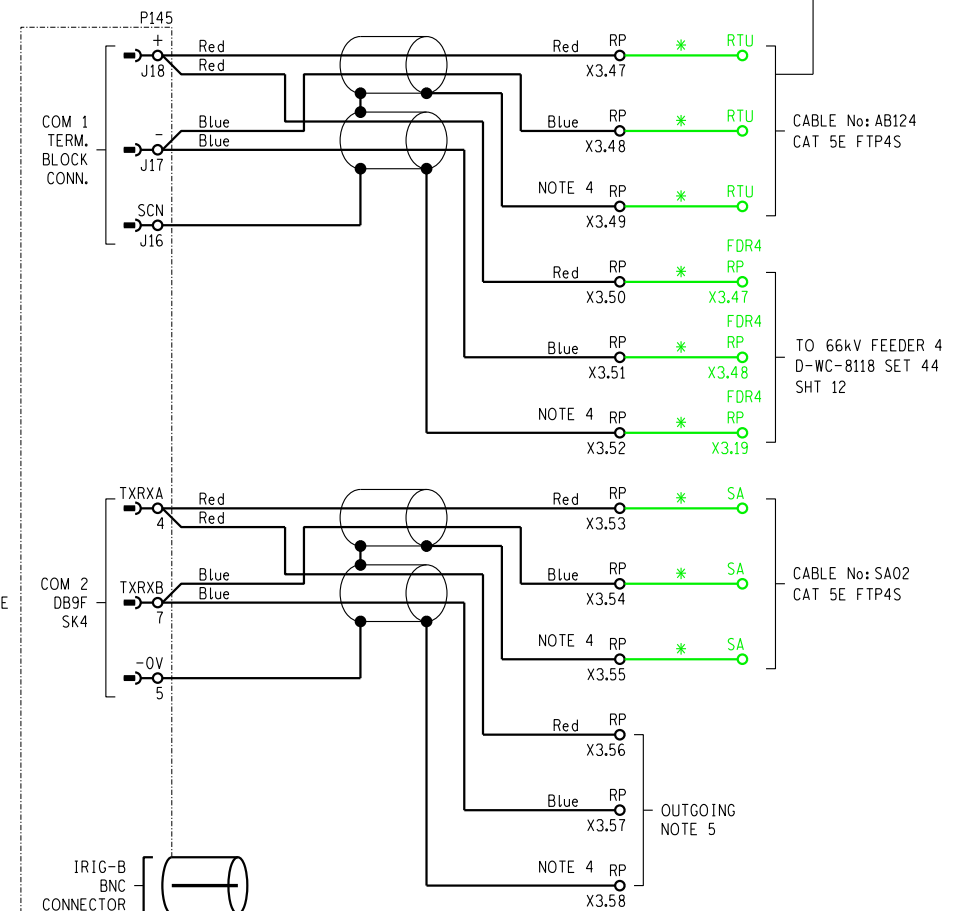 P145
+
Red
Red
J18
Red
RP
X3.47
*
RTU
COM 1
TERM.
BLOCK
CONN.
-
Blue
Blue
J17
Blue
RP
X3.48
*
RTU
CABLE No: AB124
CAT 5E FTP4S
SCN
J16
NOTE 4
RP
X3.49
*
RTU
Red
RP
X3.50
*
FDR4
RP
X3.47
Blue
RP
X3.51
*
FDR4
RP
X3.48
TO 66kV FEEDER 4
D-WC-8118 SET 44
SHT 12
NOTE 4
RP
X3.52
*
FDR4
RP
X3.19
TXRXA
4
Red
Red
Red
RP
X3.53
*
SA
E
COM 2
DB9F
SK4
TXRXB
7
Blue
Blue
Blue
RP
X3.54
*
SA
CABLE No: SA02
CAT 5E FTP4S
-0V
5
NOTE 4
RP
X3.55
*
SA
Red
RP
X3.56
Blue
RP
X3.57
OUTGOING
NOTE 5
NOTE 4
RP
X3.58
IRIG-B
BNC
CONNECTOR